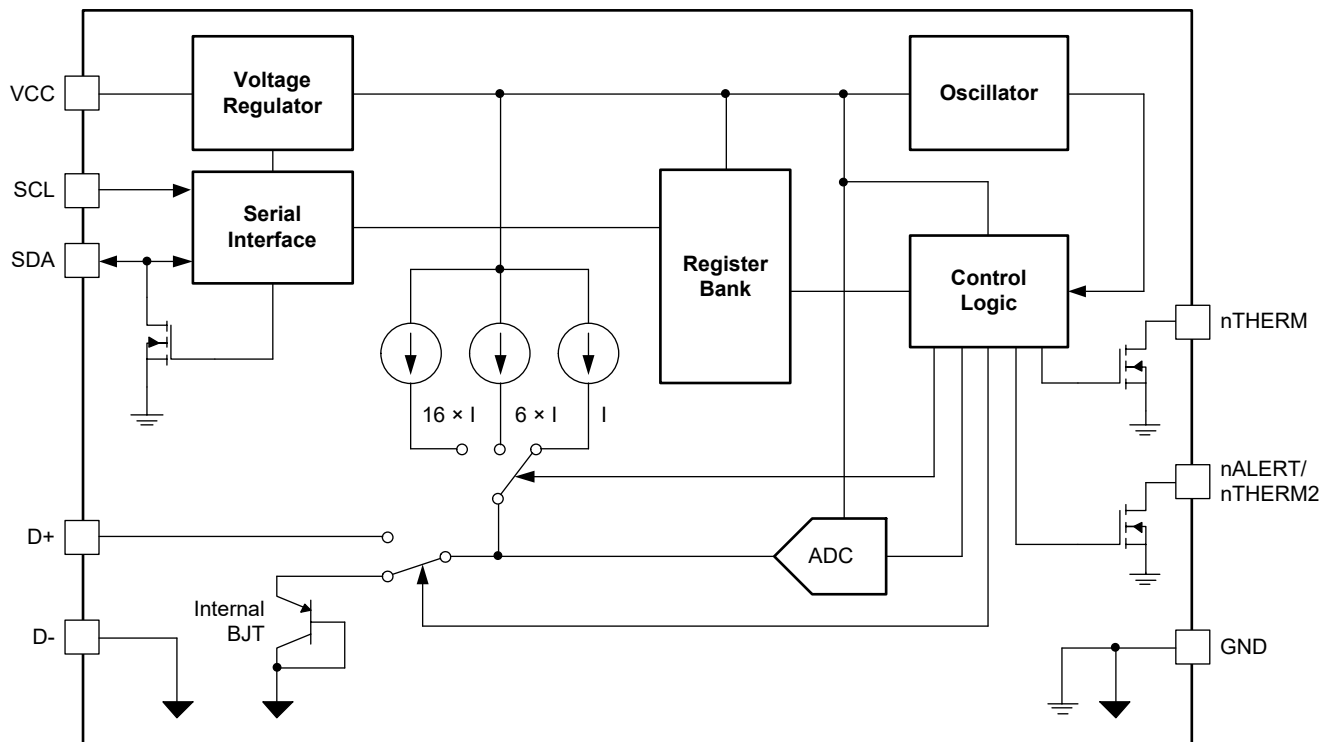 VCC
Voltage
Regulator
Oscillator
SCL
Serial
Interface
SDA
Register
Bank
Control
Logic
nTHERM
16 × I
6 × I
I
nALERT/
nTHERM2
D+
ADC
Internal
BJT
D-
GND